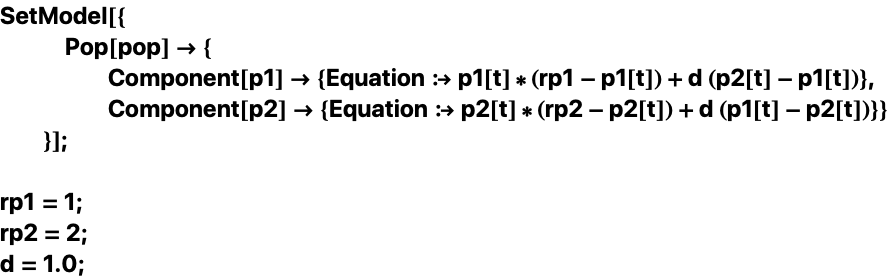 SetModel[{
Pop[pop] → {
Component[p1] → {Equation ⧴ p1[t] * (rp1 − p1[t]) + d (p2[t] − p1[t])},
Component[p2] → {Equation ⧴ p2[t] * (rp2 − p2[t]) + d (p1[t] − p2[t])}}
}];
rp1 = 1;
rp2 = 2;
d = 1.0;